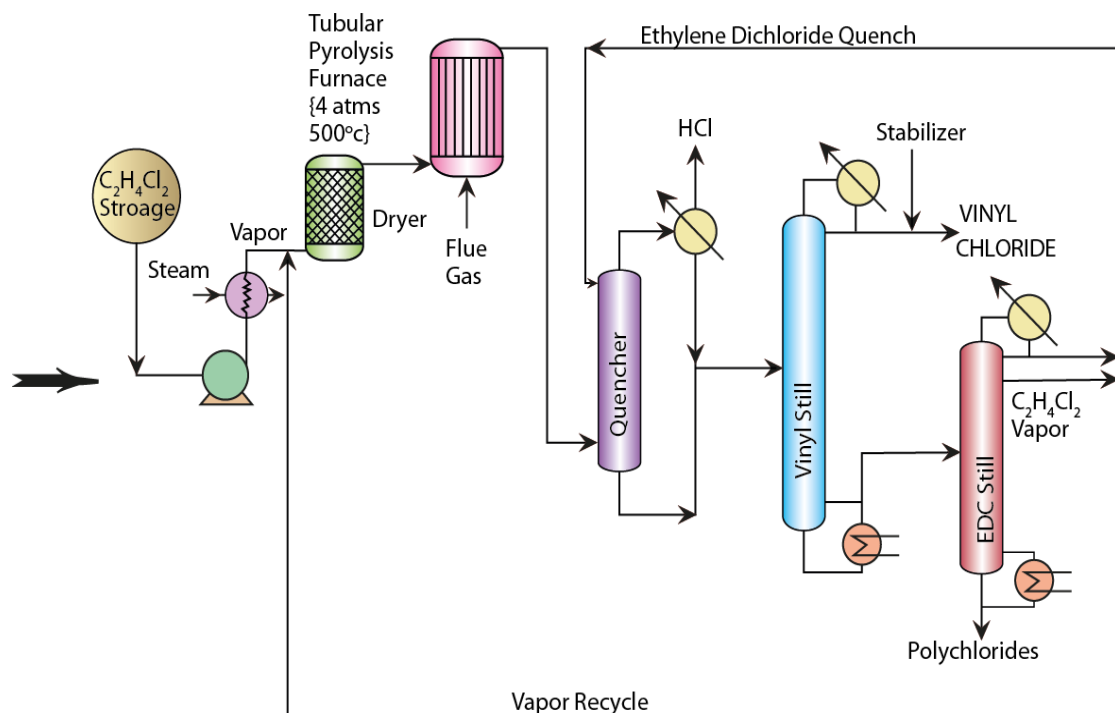 Ethylene Dichloride Quench
Tubular
Pyrolysis
Furnace
{4 atms
500ºc}
HCl
Stabilizer
C₂H₄Cl₂
Stroage
Dryer
Vapor
Steam
Flue
Gas
VINYL
CHLORIDE
Quencher
Vinyl Still
EDC Still
C₂H₄Cl₂
Vapor
Polychlorides
Vapor Recycle